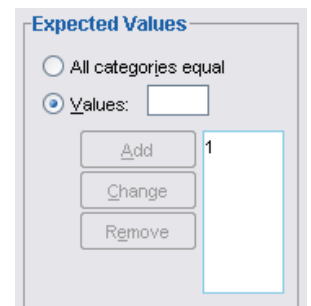 Expected Values
All categories equal
Values:
Add
1
Change
Remove